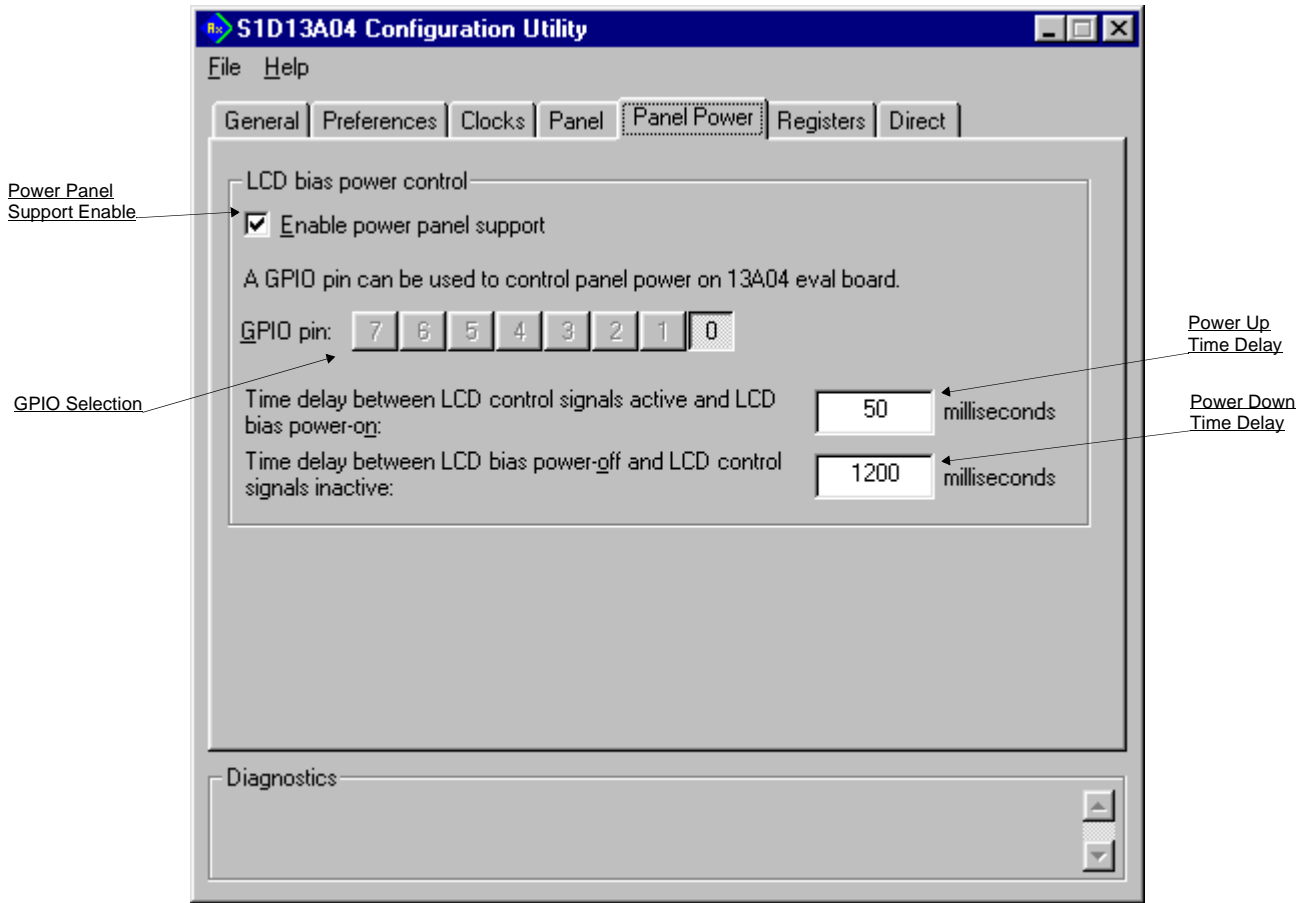 S1D13A04 Configuration Utility
File Help
General Preferences Clocks Panel Panel Power Registers Direct
LCD bias power control
Power Panel
Support Enable
Enable power panel support
A GPIO pin can be used to control panel power on 13A04 eval board.
GPIO pin: 7 6 5 4 3 2 1 0
GPIO Selection
Power Up
Time Delay
Time delay between LCD control signals active and LCD
bias power-on:
50 milliseconds
Power Down
Time Delay
Time delay between LCD bias power-off and LCD control
signals inactive:
1200 milliseconds
Diagnostics